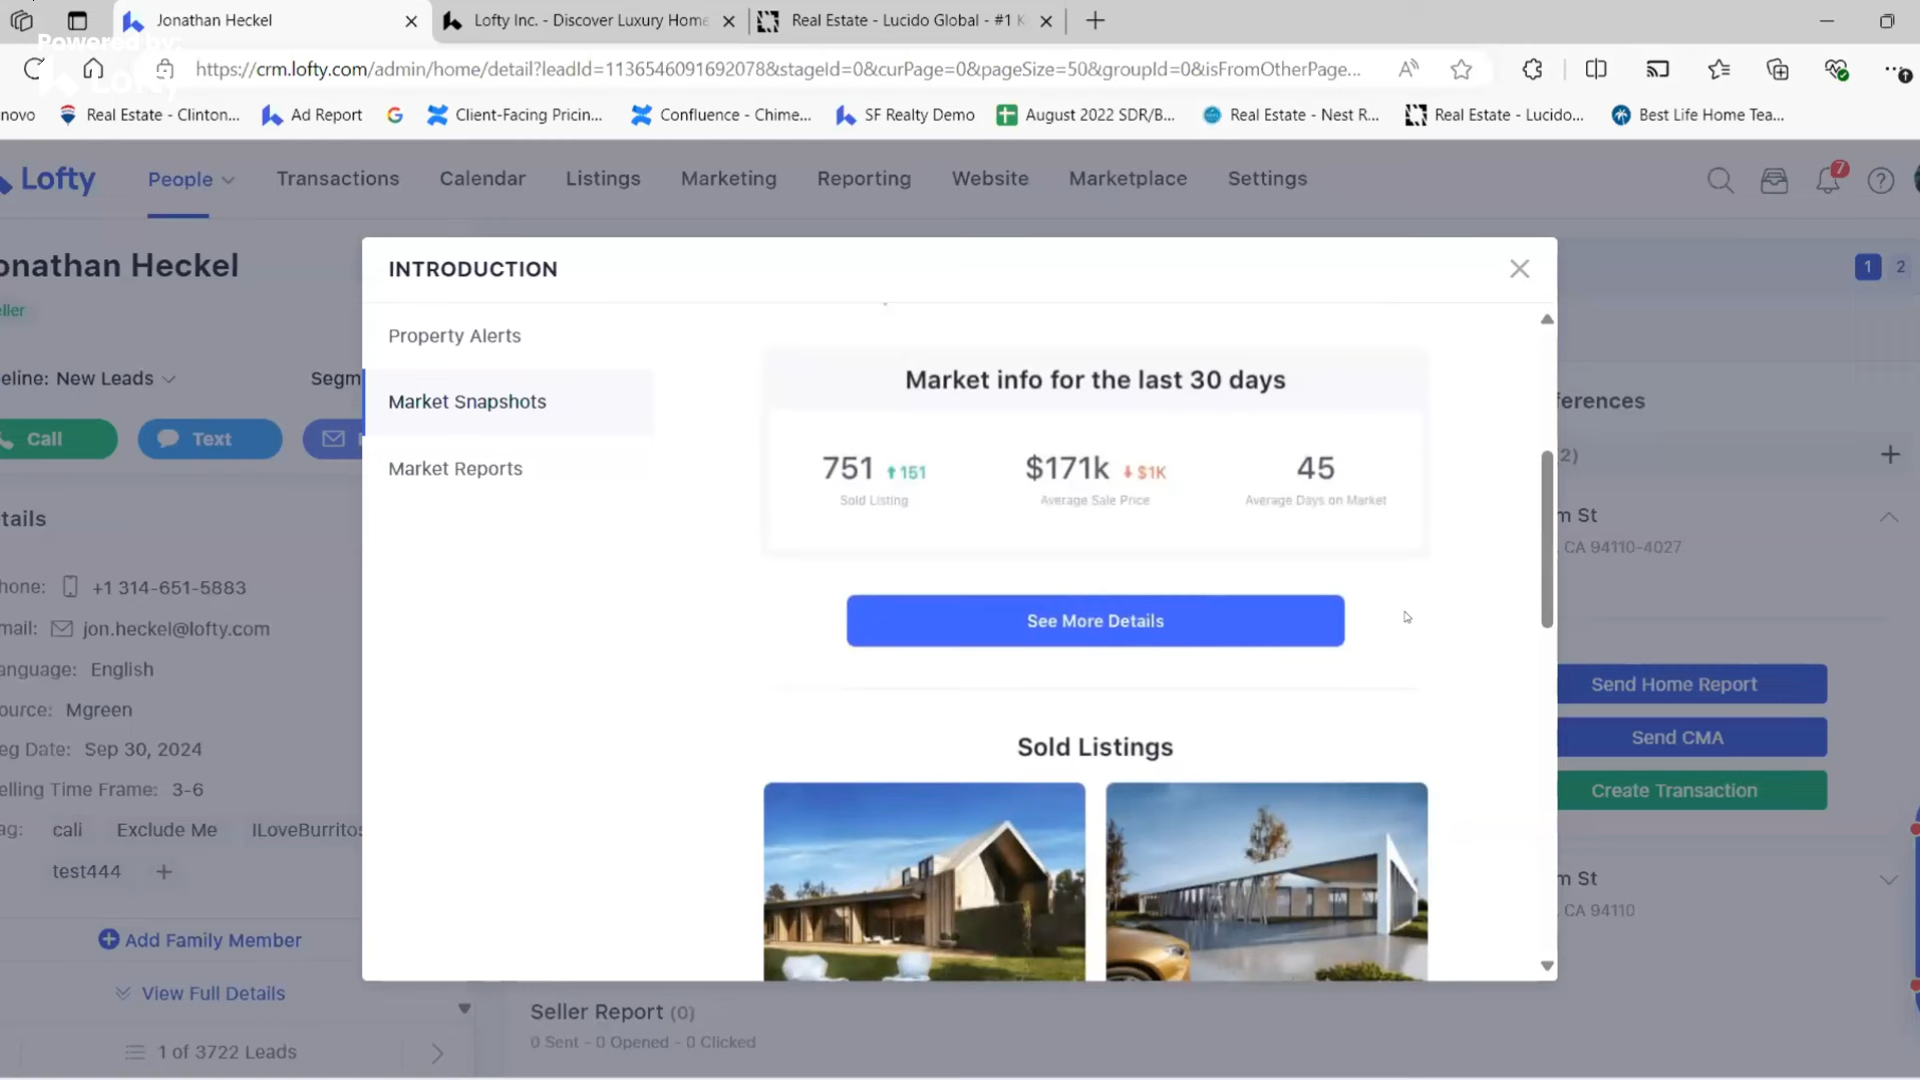 Jonathan Heckel
Lofty Inc. - Discover Luxury Home
Real Estate - Lucido Global - #1 K
Powered by:
Lofty
https://crm.lofty.com/admin/home/detail?leadId=1136546091692078&stageId=0&curPage=0&pageSize=50&groupId=0&isFromOtherPage...
novo
Real Estate - Clinton...
Ad Report
Client-Facing Pricin...
Confluence - Chime...
SF Realty Demo
August 2022 SDR/B...
Real Estate - Nest R...
Real Estate - Lucido...
Best Life Home Tea...
Lofty
People
Transactions
Calendar
Listings
Marketing
Reporting
Website
Marketplace
Settings
7
onathan Heckel
eller
eline: New Leads
Segm
Call
Text
etails
hone: +1 314-651-5883
mail: jon.heckel@lofty.com
anguage: English
ource: Mgreen
eg Date: Sep 30, 2024
elling Time Frame: 3-6
ag: cali Exclude Me ILoveBurritos
test444 +
Add Family Member
View Full Details
1 of 3722 Leads
INTRODUCTION
Property Alerts
Market Snapshots
Market Reports
Market info for the last 30 days
751 151
Sold Listing
$171k $1K
Average Sale Price
45
Average Days on Market
See More Details
Sold Listings
Seller Report (0)
0 Sent - 0 Opened - 0 Clicked
1 2
ferences
2)
m St
CA 94110-4027
Send Home Report
Send CMA
Create Transaction
m St
CA 94110